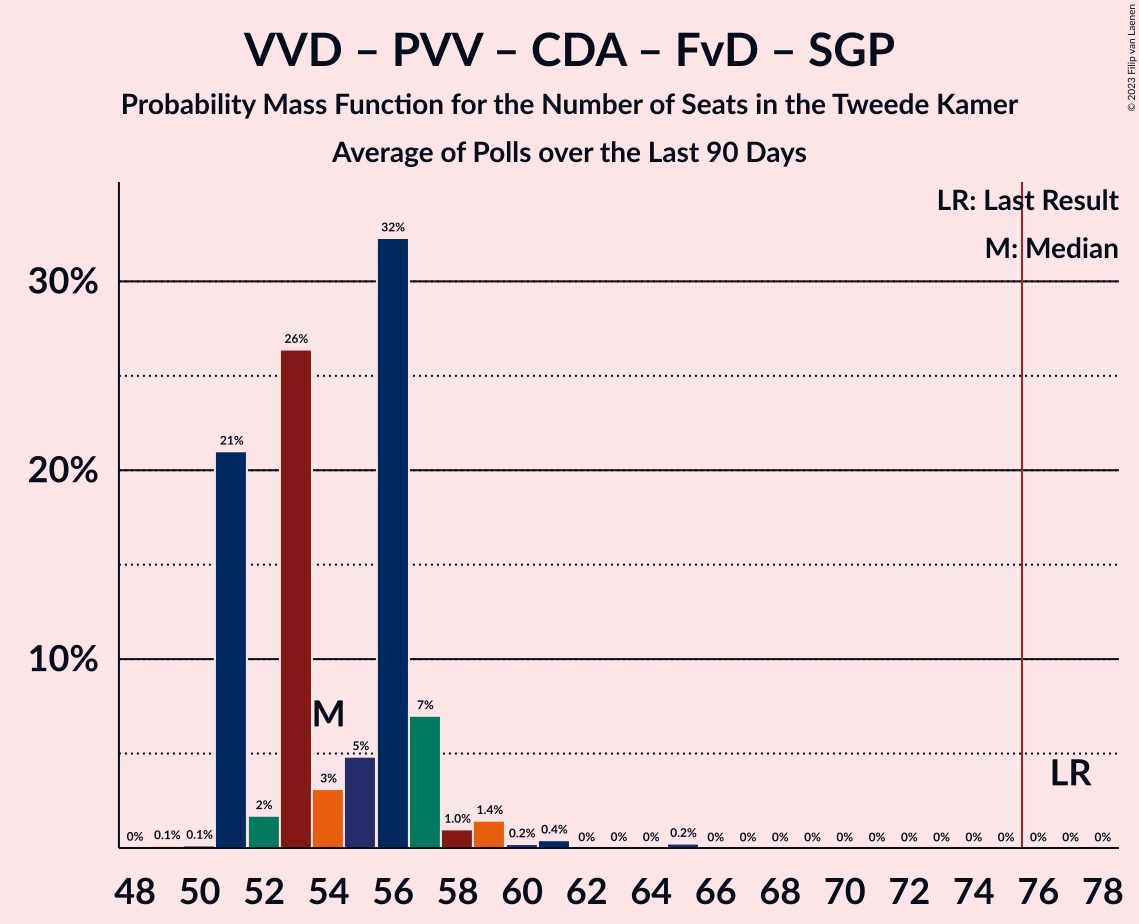 VVD – PVV – CDA – FvD – SGP
Probability Mass Function for the Number of Seats in the Tweede Kamer
Average of Polls over the Last 90 Days
© 2023 Filip van Laenen
LR: Last Result
M: Median
30%
20%
10%
0% 0.1% 0.1% 21% 2% 26% 3% 5% 32% 7% 1.0% 1.4% 0.2% 0.4% 0% 0% 0% 0.2% 0% 0% 0% 0% 0% 0% 0% 0% 0% 0% 0% 0% 0%
M
LR
48 50 52 54 56 58 60 62 64 66 68 70 72 74 76 78